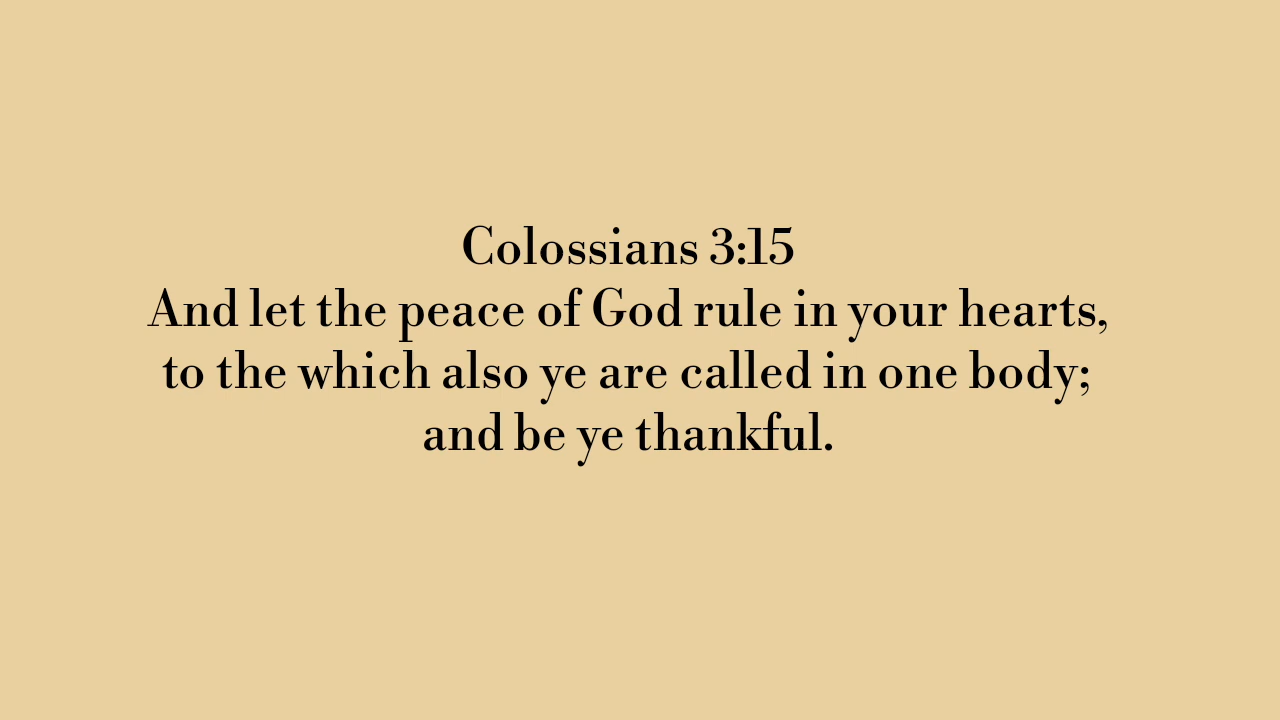 Colossians 3:15
And let the peace of God rule in your hearts,
to the which also ye are called in one body;
and be ye thankful.